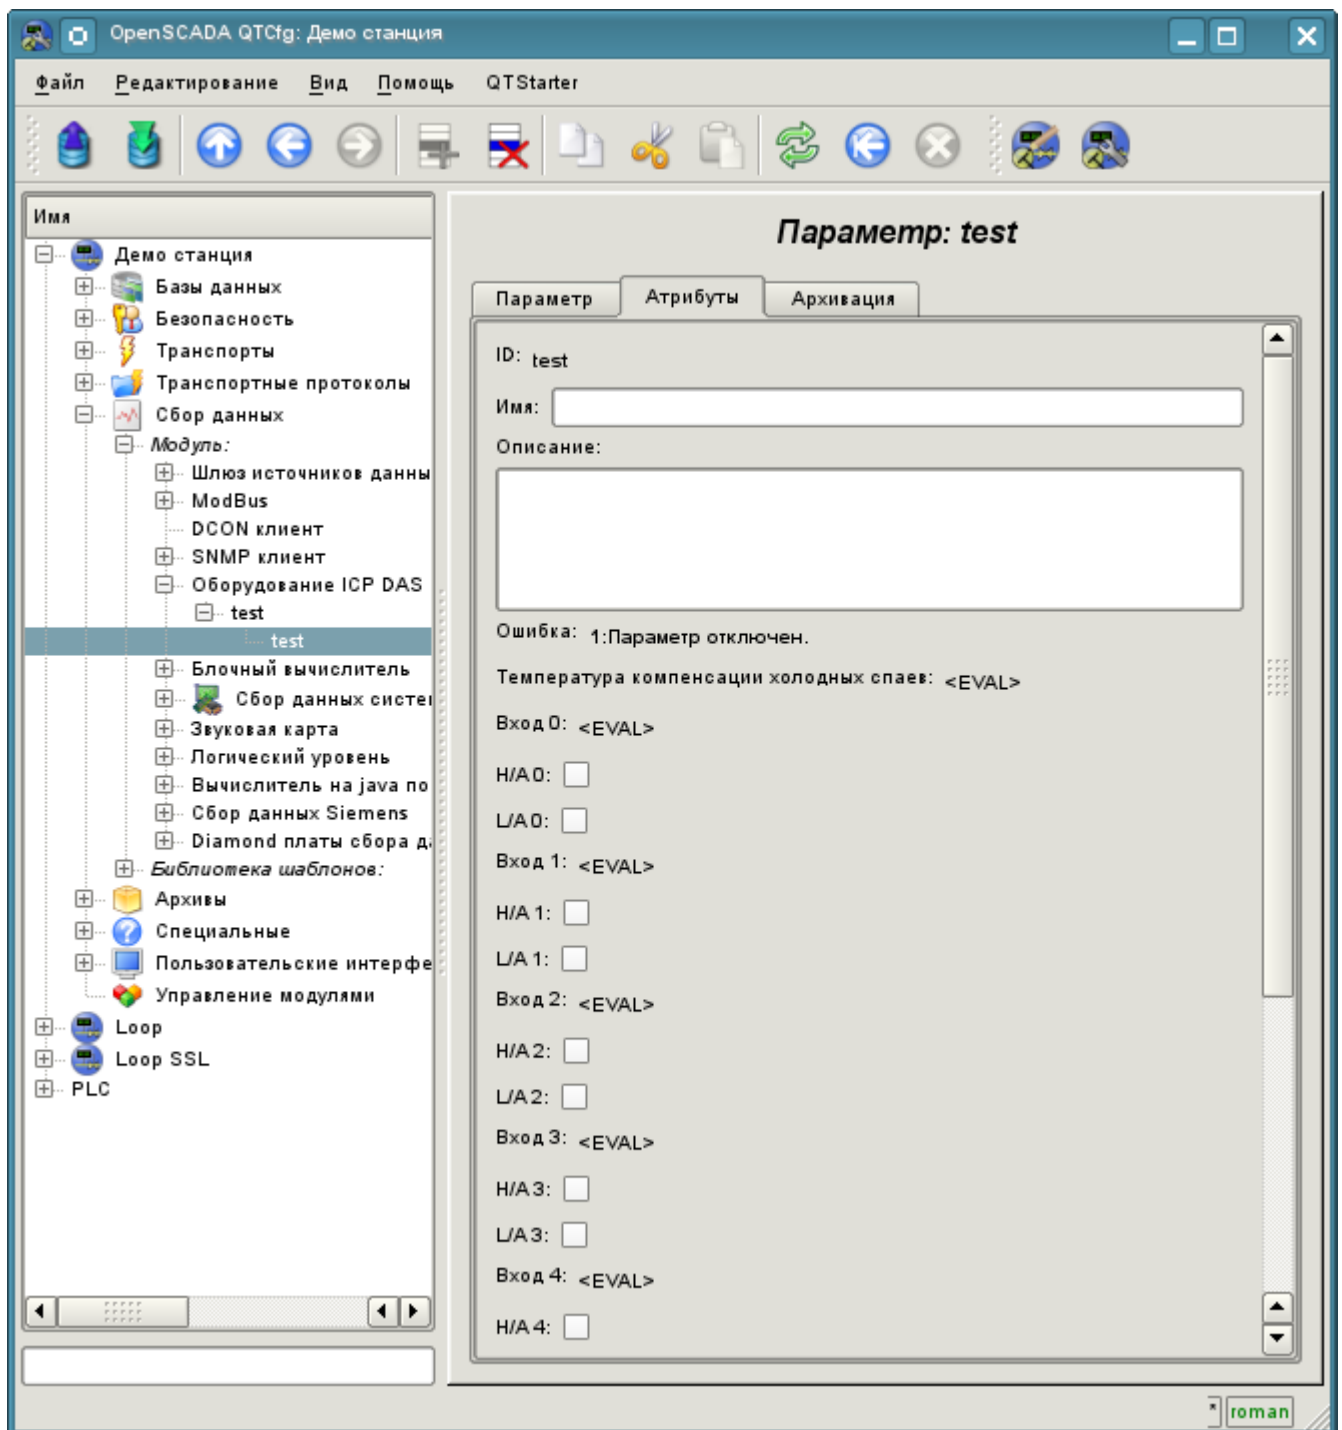 OpenSCADA QTCfg: Демо станция
Файл Редактирование Вид Помощь QTStarter
Имя
Демо станция
Базы данных
Безопасность
Транспорты
Транспортные протоколы
Сбор данных
Модуль:
Шлюз источников данны
ModBus
DCON клиент
SNMP клиент
Оборудование ICP DAS
test
test
Блочный вычислитель
Сбор данных систе
Звуковая карта
Логический уровень
Вычислитель на java по
Сбор данных Siemens
Diamond платы сбора д
Библиотека шаблонов:
Архивы
Специальные
Пользовательские интерфе
Управление модулями
Loop
Loop SSL
PLC
Параметр: test
Параметр Атрибуты Архивация
ID: test
Имя:
Описание:
Ошибка: 1:Параметр отключен.
Температура компенсации холодных спаев: <EVAL>
Вход 0: <EVAL>
H/A 0:
L/A 0:
Вход 1: <EVAL>
H/A 1:
L/A 1:
Вход 2: <EVAL>
H/A 2:
L/A 2:
Вход 3: <EVAL>
H/A 3:
L/A 3:
Вход 4: <EVAL>
H/A 4:
* roman